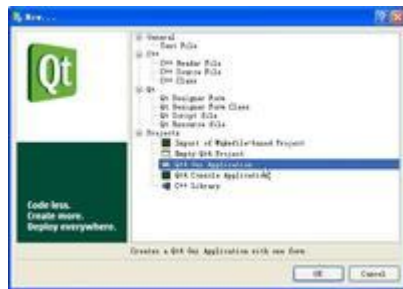 New...
Qt
Code less.
Create more.
Deploy everywhere.
General
Text File
C++
C++ Header File
C++ Source File
C++ Class
Qt
Qt Designer Form
Qt Designer Form Class
Qt Script File
Qt Resource file
Projects
Import of Makefile-based Project
Empty Qt4 Project
Qt4 Gui Application
Qt4 Console Application
C++ Library
Creates a Qt4 Gui Application with one form.
OK
Cancel